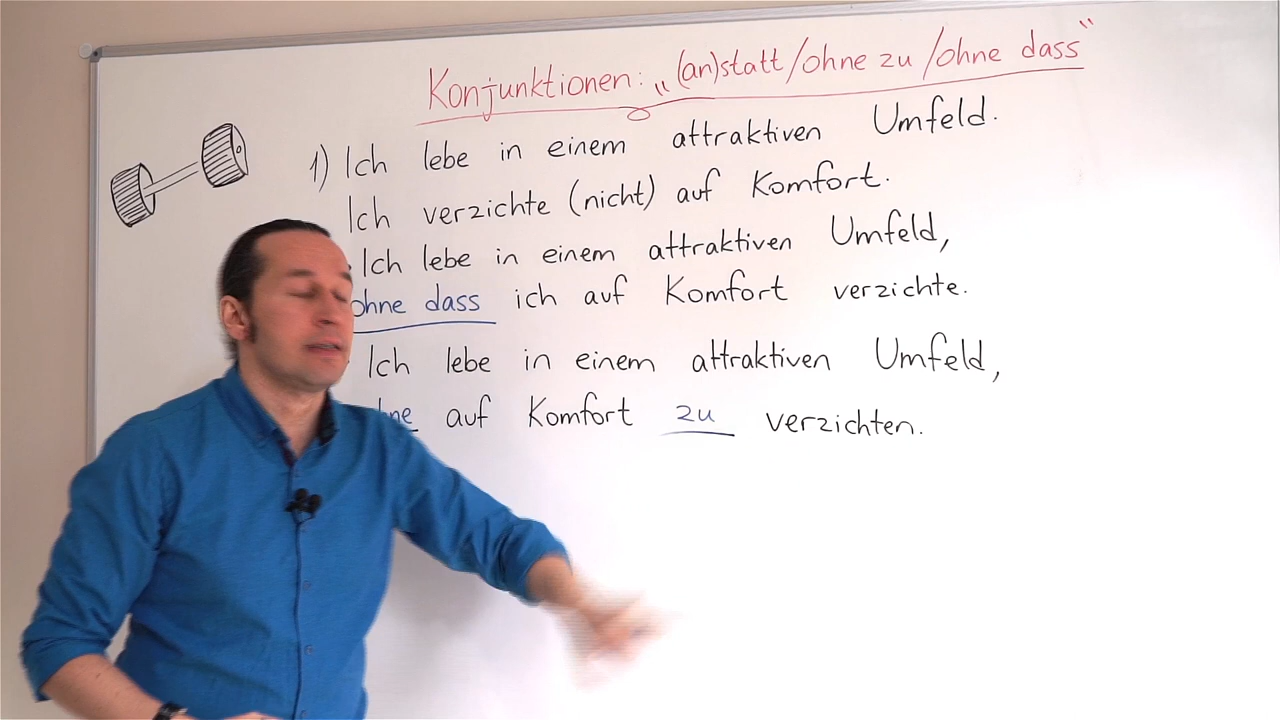 Konjunktionen: „(an)statt/ohne zu/ohne dass“
1) Ich lebe in einem attraktiven Umfeld.
Ich verzichte (nicht) auf Komfort.
Ich lebe in einem attraktiven Umfeld,
ohne dass ich auf Komfort verzichte.
Ich lebe in einem attraktiven Umfeld,
auf Komfort zu verzichten.